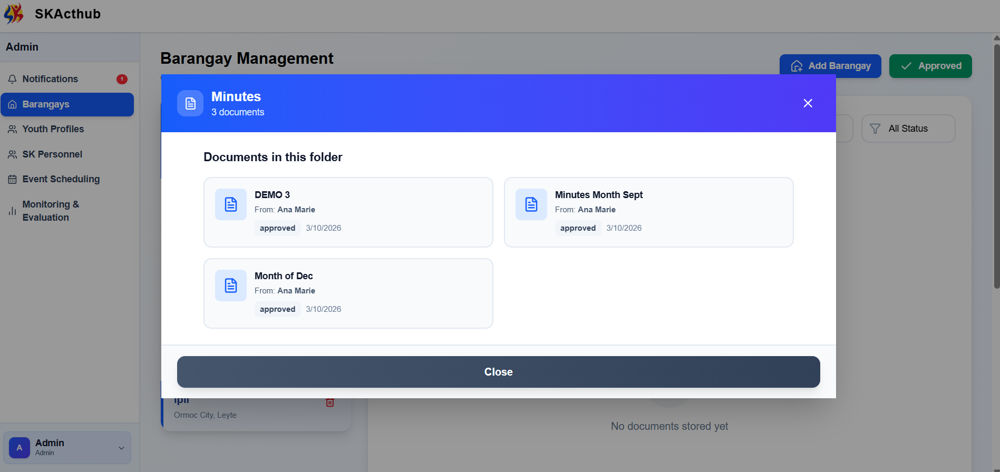 SKActhub
Admin
Notifications
1
Barangays
Youth Profiles
SK Personnel
Event Scheduling
Monitoring &
Evaluation
A
Admin
Admin
Barangay Management
Add Barangay
Approved
All Status
Minutes
3 documents
Documents in this folder
DEMO 3
From: Ana Marie
approved 3/10/2026
Minutes Month Sept
From: Ana Marie
approved 3/10/2026
Month of Dec
From: Ana Marie
approved 3/10/2026
Close
Ipil
Ormoc City, Leyte
No documents stored yet